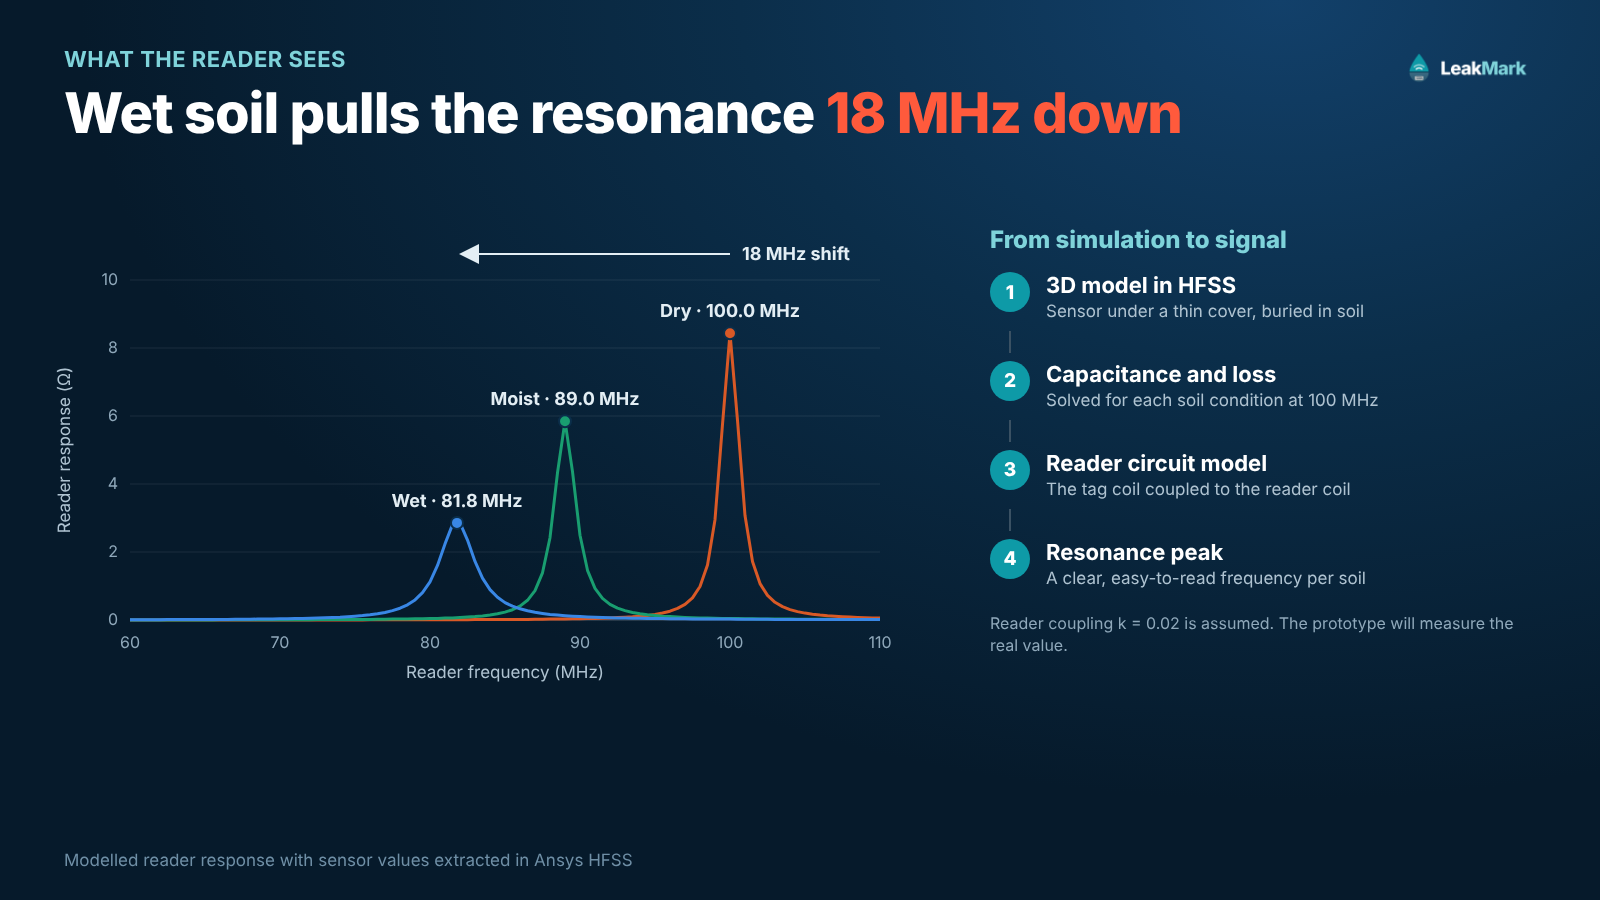 WHAT THE READER SEES
Wet soil pulls the resonance 18 MHz down
LeakMark
18 MHz shift
10
8
6
4
2
0
Reader response (Ω)
Dry · 100.0 MHz
Moist · 89.0 MHz
Wet · 81.8 MHz
60 70 80 90 100 110
Reader frequency (MHz)
From simulation to signal
1
3D model in HFSS
Sensor under a thin cover, buried in soil
2
Capacitance and loss
Solved for each soil condition at 100 MHz
3
Reader circuit model
The tag coil coupled to the reader coil
4
Resonance peak
A clear, easy-to-read frequency per soil
Reader coupling k = 0.02 is assumed. The prototype will measure the
real value.
Modelled reader response with sensor values extracted in Ansys HFSS